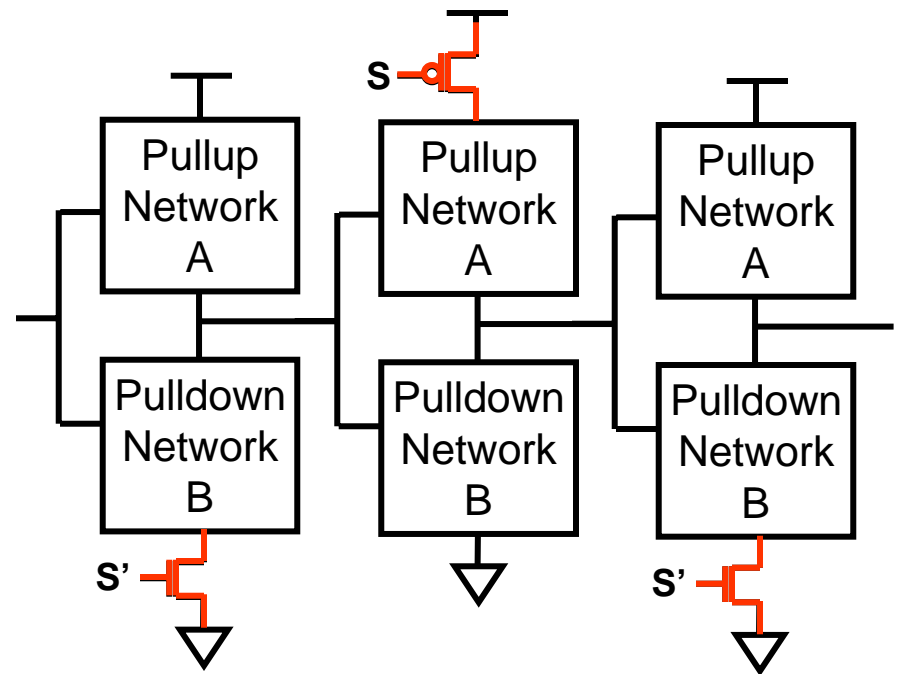 S
Pullup
Network
A
Pullup
Network
A
Pullup
Network
A
Pulldown
Network
B
Pulldown
Network
B
Pulldown
Network
B
S’
S’